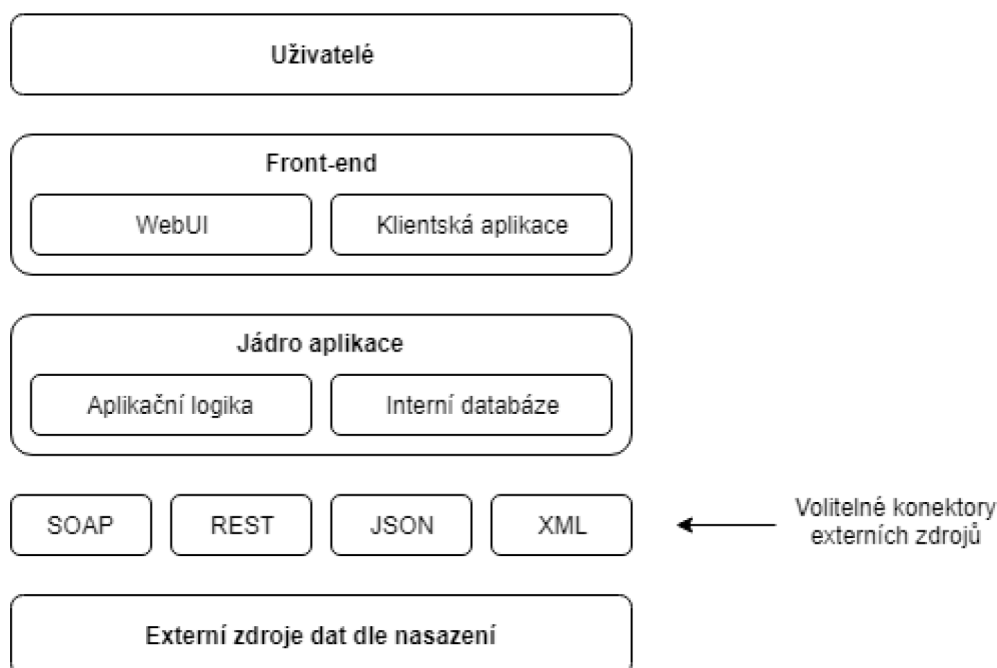 Uživatelé
Front-end
WebUI
Klientská aplikace
Jádro aplikace
Aplikační logika
Interní databáze
SOAP
REST
JSON
XML
Volitelné konektory
externích zdrojů
Externí zdroje dat dle nasazení